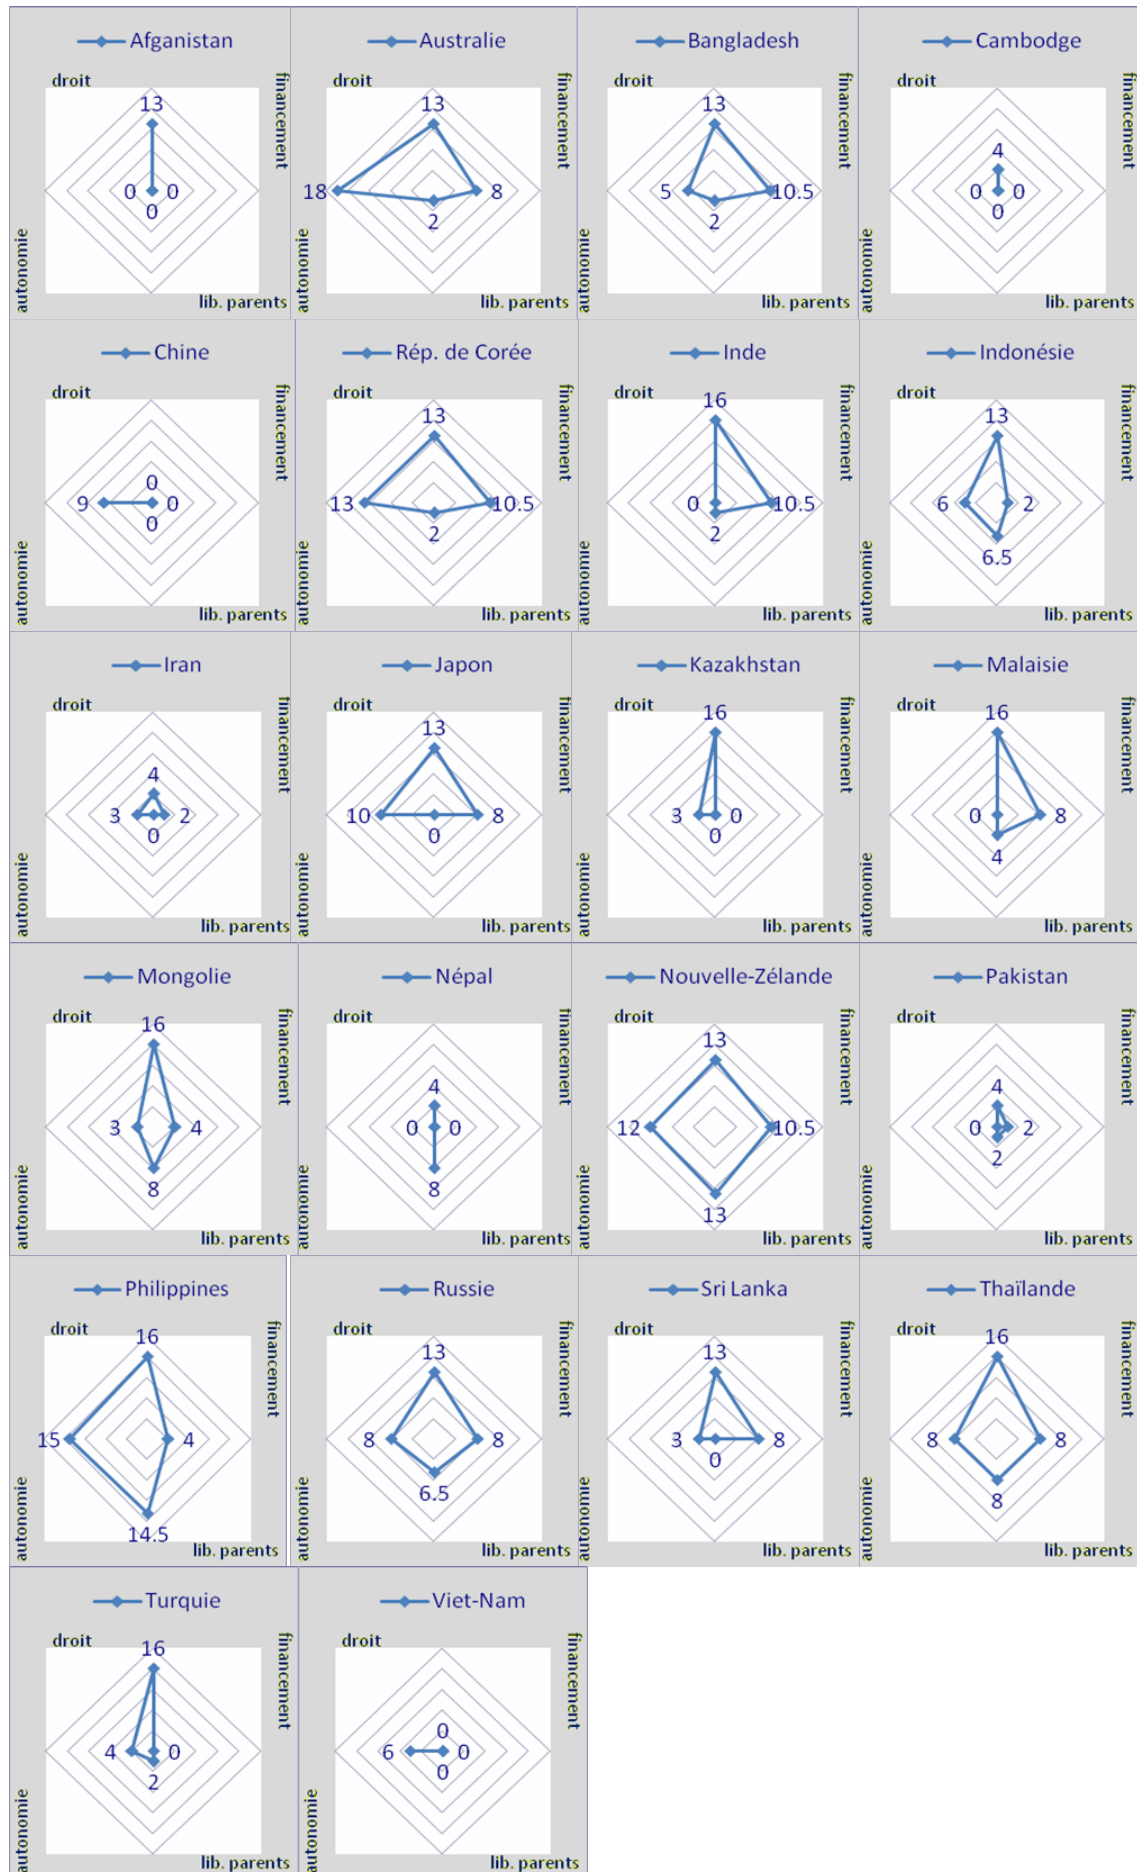 Afganistan
droit
financement
13
0
0
0
autonomie
lib. parents
Australie
droit
financement
13
18
8
2
autonomie
lib. parents
Bangladesh
droit
financement
13
5
10.5
2
autonomie
lib. parents
Cambodge
droit
financement
4
0
0
0
autonomie
lib. parents
Chine
droit
financement
0
9
0
0
autonomie
lib. parents
Rép. de Corée
droit
financement
13
13
10.5
2
autonomie
lib. parents
Inde
droit
financement
16
0
10.5
2
autonomie
lib. parents
Indonésie
droit
financement
13
6
2
6.5
autonomie
lib. parents
Iran
droit
financement
4
3
2
0
autonomie
lib. parents
Japon
droit
financement
13
10
8
0
autonomie
lib. parents
Kazakhstan
droit
financement
16
3
0
0
autonomie
lib. parents
Malaisie
droit
financement
16
0
8
4
autonomie
lib. parents
Mongolie
droit
financement
16
3
4
8
autonomie
lib. parents
Népal
droit
financement
4
0
0
8
autonomie
lib. parents
Nouvelle-Zélande
droit
financement
13
12
10.5
13
autonomie
lib. parents
Pakistan
droit
financement
4
0
2
2
autonomie
lib. parents
Philippines
droit
financement
16
15
4
14.5
autonomie
lib. parents
Russie
droit
financement
13
8
8
6.5
autonomie
lib. parents
Sri Lanka
droit
financement
13
3
8
0
autonomie
lib. parents
Thaïlande
droit
financement
16
8
8
8
autonomie
lib. parents
Turquie
droit
financement
16
4
0
2
autonomie
lib. parents
Viet-Nam
droit
financement
0
6
0
0
autonomie
lib. parents